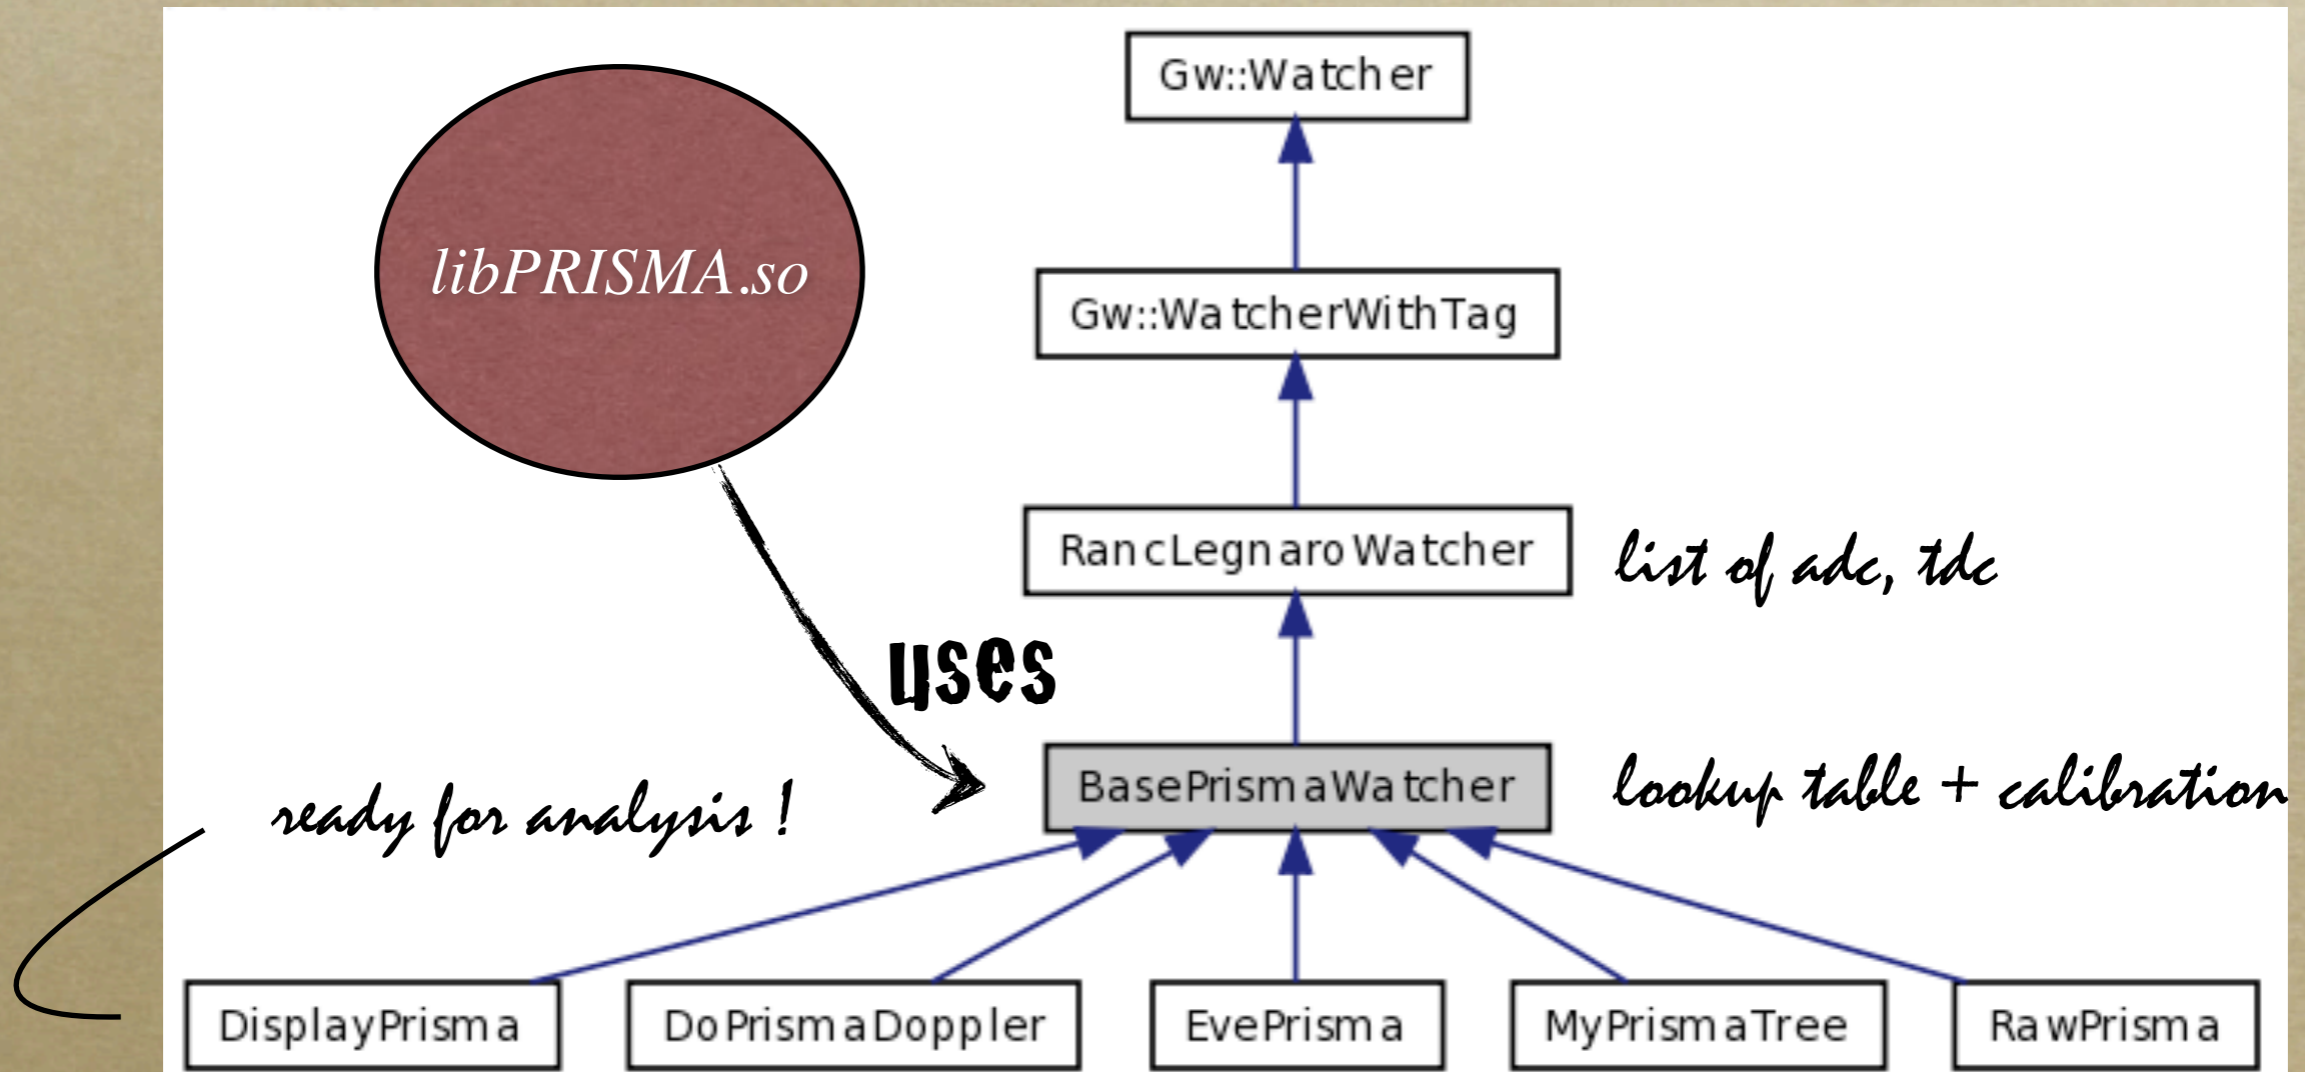 Gw::Watcher
libPRISMA.so
Gw::WatcherWithTag
RancLegnaroWatcher
list of adc, tdc
uses
BasePrismaWatcher
lookup table + calibration
ready for analysis !
DisplayPrisma
DoPrismaDoppler
EvePrisma
MyPrismaTree
RawPrisma